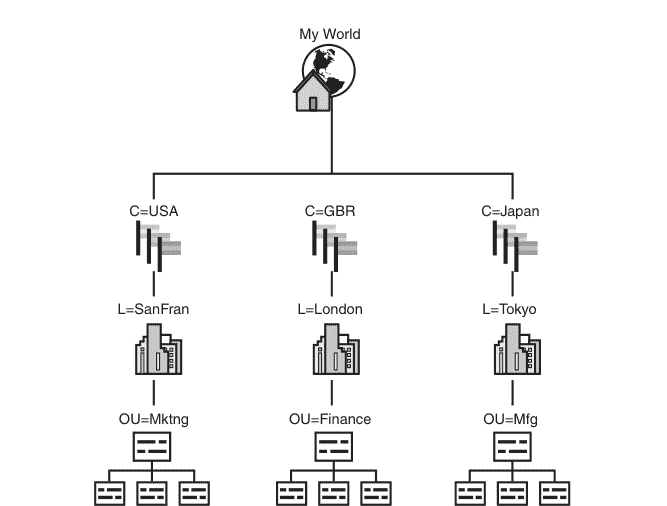 My World
C=USA
C=GBR
C=Japan
L=SanFran
L=London
L=Tokyo
OU=Mktng
OU=Finance
OU=Mfg